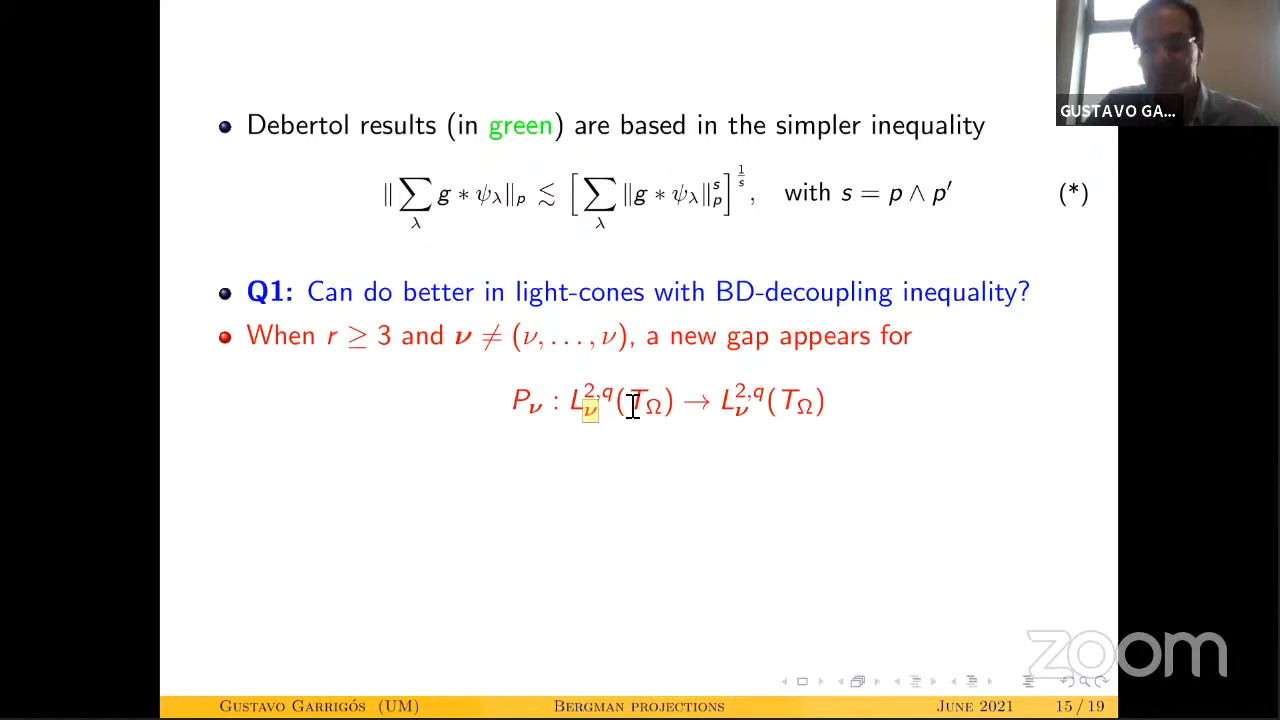 GUSTAVO GA...
Debertol results (in green) are based in the simpler inequality
‖∑_λ g ∗ ψ_λ‖_p ≲ [∑_λ ‖g ∗ ψ_λ‖_p^s]^{1/s}, with s = p ∧ p′ (*)
Q1: Can do better in light-cones with BD-decoupling inequality?
When r ≥ 3 and ν ≠ (ν, . . . , ν), a new gap appears for
P_ν : L_ν^{2,q}(T_Ω) → L_ν^{2,q}(T_Ω)
zoom
GUSTAVO GARRIGÓS (UM) BERGMAN PROJECTIONS JUNE 2021 15 / 19